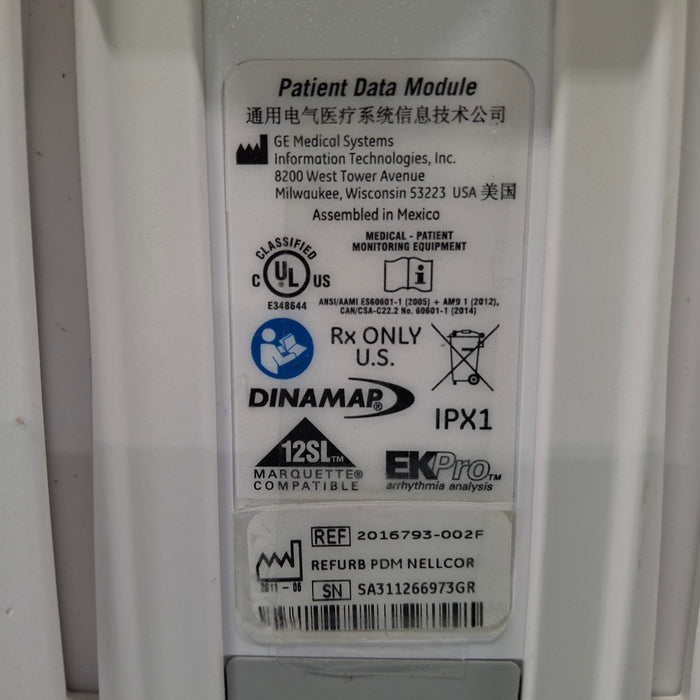 Patient Data Module
通用电气医疗系统信息技术公司
GE Medical Systems
Information Technologies, Inc.
8200 West Tower Avenue
Milwaukee, Wisconsin 53223 USA 美国
Assembled in Mexico
CLASSIFIED
C UL US
E348644
MEDICAL - PATIENT
MONITORING EQUIPMENT
i
ANSI/AAMI ES60601-1 (2005) + AMD 1 (2012),
CAN/CSA-C22.2 No. 60601-1 (2014)
Rx ONLY
U.S.
DINAMAP®
IPX1
12SL™
MARQUETTE®
COMPATIBLE
EKPro™
arrhythmia analysis
REF 2016793-002F
REFURB PDM NELLCOR
2011-06
SN SA311266973GR